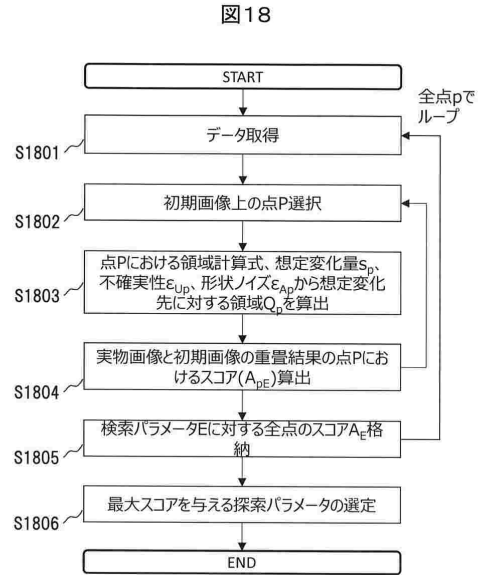 図18
START
全点pで
ループ
データ取得
S1801
初期画像上の点P選択
S1802
点Pにおける領域計算式、想定変化量sp、
不確実性εUp、形状ノイズεApから想定変化
先に対する領域Qpを算出
S1803
実物画像と初期画像の重畳結果の点Pにお
けるスコア(ApE)算出
S1804
検索パラメータEに対する全点のスコアAE格
納
S1805
最大スコアを与える探索パラメータの選定
S1806
END